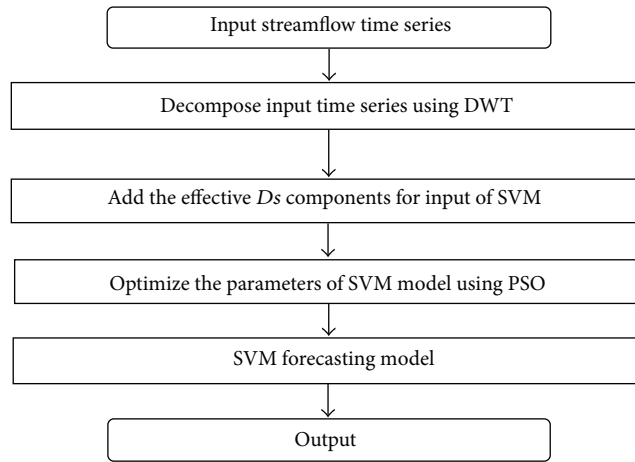 Input streamflow time series
Decompose input time series using DWT
Add the effective Ds components for input of SVM
Optimize the parameters of SVM model using PSO
SVM forecasting model
Output